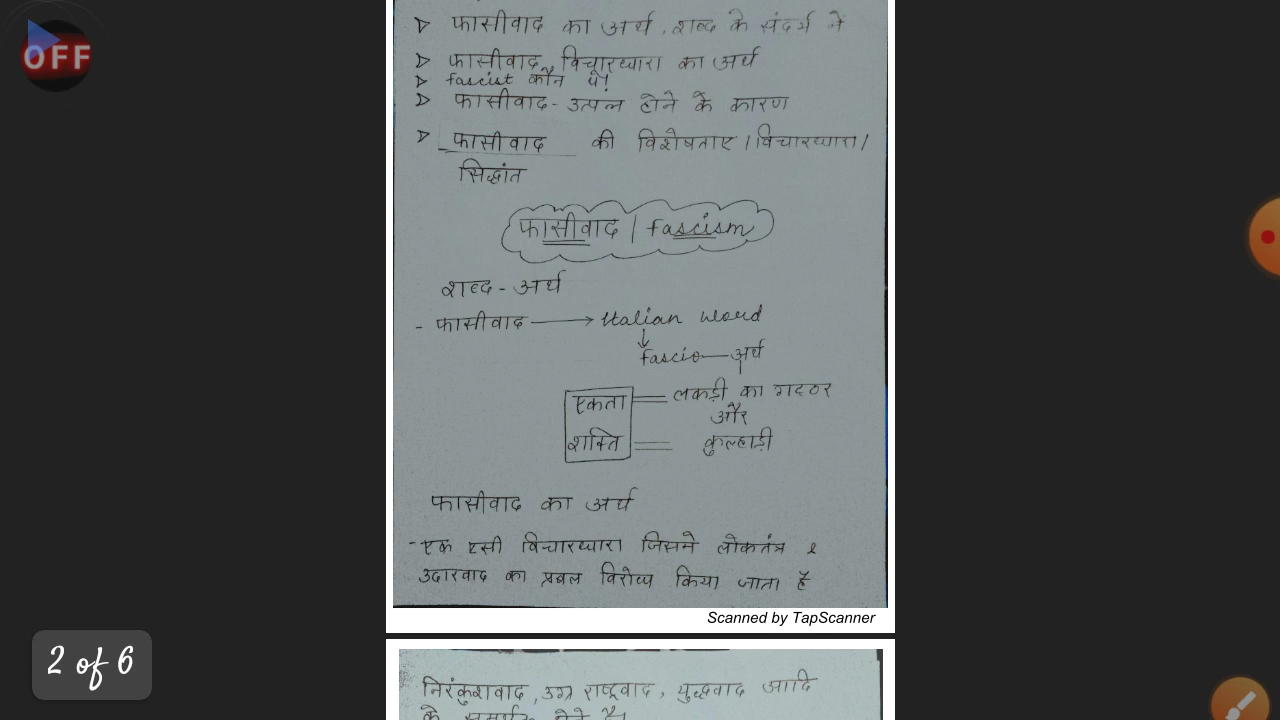 OFF
> फासीवाद का अर्थ, शब्द के संदर्भ में
> फासीवाद विचारधारा का अर्थ
> fascist कौन थे!
> फासीवाद - उत्पन्न होने के कारण
> फासीवाद की विशेषताए / विचारधारा /
सिद्धांत
फासीवाद | fascism
शब्द - अर्थ
- फासीवाद → Italian word
↓
fascio — अर्थ
एकता = लकड़ी का गट्ठर
और
शक्ति = कुल्हाड़ी
फासीवाद का अर्थ
- एक एसी विचारधारा जिसमे लोकतंत्र &
उदारवाद का प्रबल विरोध किया जाता है
Scanned by TapScanner
2 of 6
निरंकुशवाद, उग्र राष्ट्रवाद, युद्धवाद आदि